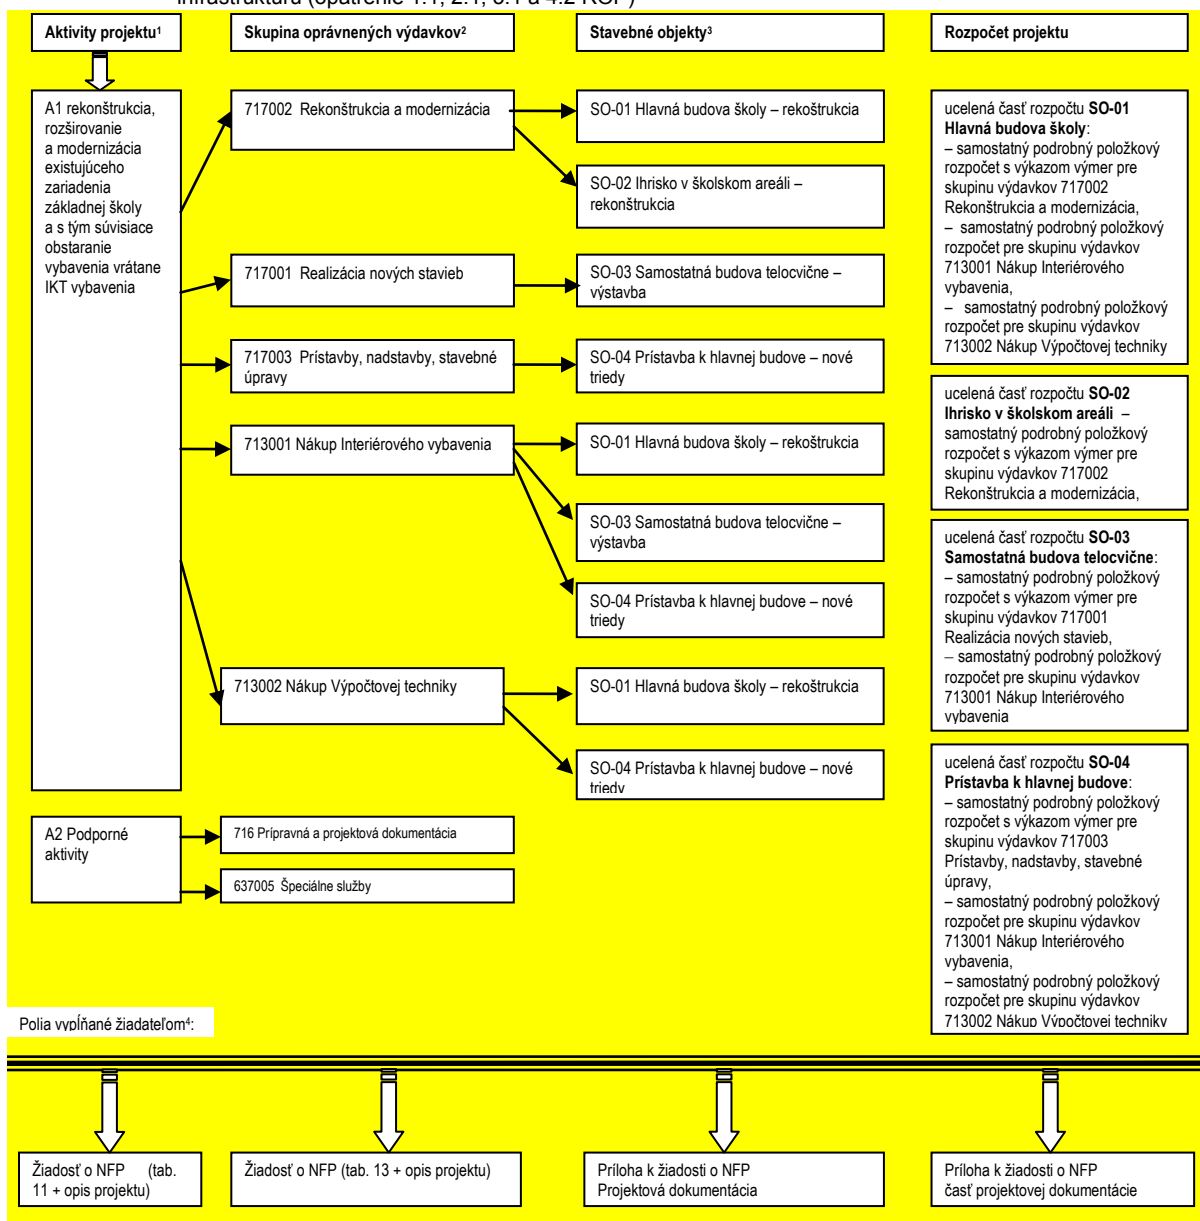 infraštruktúru (opatrenie 1.1, 2.1, 3.1 a 4.2 ROP)
Aktivity projektu¹
Skupina oprávnených výdavkov²
Stavebné objekty³
Rozpočet projektu
A1 rekonštrukcia,
rozširovanie
a modernizácia
existujúceho
zariadenia
základnej školy
a s tým súvisiace
obstaranie
vybavenia vrátane
IKT vybavenia
717002 Rekonštrukcia a modernizácia
717001 Realizácia nových stavieb
717003 Prístavby, nadstavby, stavebné
úpravy
713001 Nákup Interiérového vybavenia
713002 Nákup Výpočtovej techniky
SO-01 Hlavná budova školy – rekoštrukcia
SO-02 Ihrisko v školskom areáli –
rekonštrukcia
SO-03 Samostatná budova telocvične –
výstavba
SO-04 Prístavba k hlavnej budove – nové
triedy
SO-01 Hlavná budova školy – rekoštrukcia
SO-03 Samostatná budova telocvične –
výstavba
SO-04 Prístavba k hlavnej budove – nové
triedy
SO-01 Hlavná budova školy – rekoštrukcia
SO-04 Prístavba k hlavnej budove – nové
triedy
ucelená časť rozpočtu SO-01
Hlavná budova školy:
– samostatný podrobný položkový
rozpočet s výkazom výmer pre
skupinu výdavkov 717002
Rekonštrukcia a modernizácia,
– samostatný podrobný položkový
rozpočet pre skupinu výdavkov
713001 Nákup Interiérového
vybavenia,
– samostatný podrobný položkový
rozpočet pre skupinu výdavkov
713002 Nákup Výpočtovej techniky
ucelená časť rozpočtu SO-02
Ihrisko v školskom areáli –
samostatný podrobný položkový
rozpočet s výkazom výmer pre
skupinu výdavkov 717002
Rekonštrukcia a modernizácia,
ucelená časť rozpočtu SO-03
Samostatná budova telocvične:
– samostatný podrobný položkový
rozpočet s výkazom výmer pre
skupinu výdavkov 717001
Realizácia nových stavieb,
– samostatný podrobný položkový
rozpočet pre skupinu výdavkov
713001 Nákup Interiérového
vybavenia
ucelená časť rozpočtu SO-04
Prístavba k hlavnej budove:
– samostatný podrobný položkový
rozpočet s výkazom výmer pre
skupinu výdavkov 717003
Prístavby, nadstavby, stavebné
úpravy,
– samostatný podrobný položkový
rozpočet pre skupinu výdavkov
713001 Nákup Interiérového
vybavenia,
– samostatný podrobný položkový
rozpočet pre skupinu výdavkov
713002 Nákup Výpočtovej techniky
A2 Podporné
aktivity
716 Prípravná a projektová dokumentácia
637005 Špeciálne služby
Polia vypĺňané žiadateľom⁴:
Žiadosť o NFP (tab.
11 + opis projektu)
Žiadosť o NFP (tab. 13 + opis projektu)
Príloha k žiadosti o NFP
Projektová dokumentácia
Príloha k žiadosti o NFP
časť projektovej dokumentácie